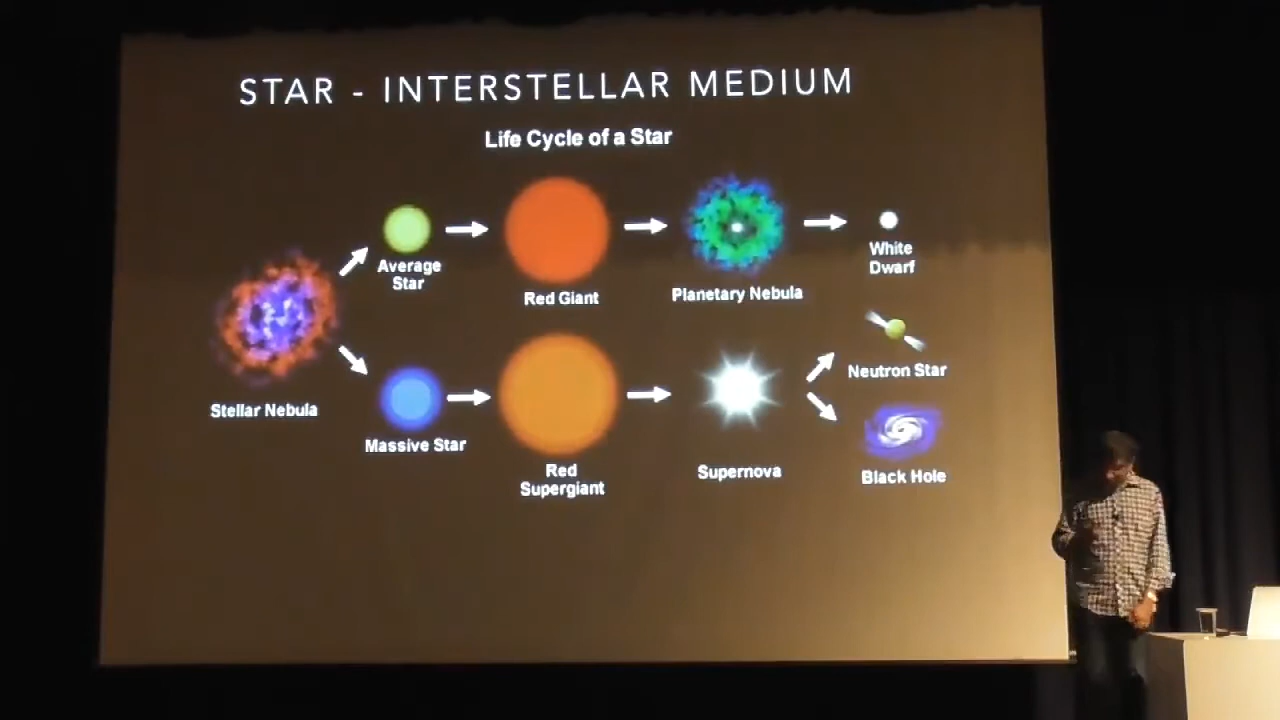 STAR - INTERSTELLAR MEDIUM
Life Cycle of a Star
Average
Star
Red Giant
Planetary Nebula
White
Dwarf
Stellar Nebula
Massive Star
Red
Supergiant
Supernova
Neutron Star
Black Hole